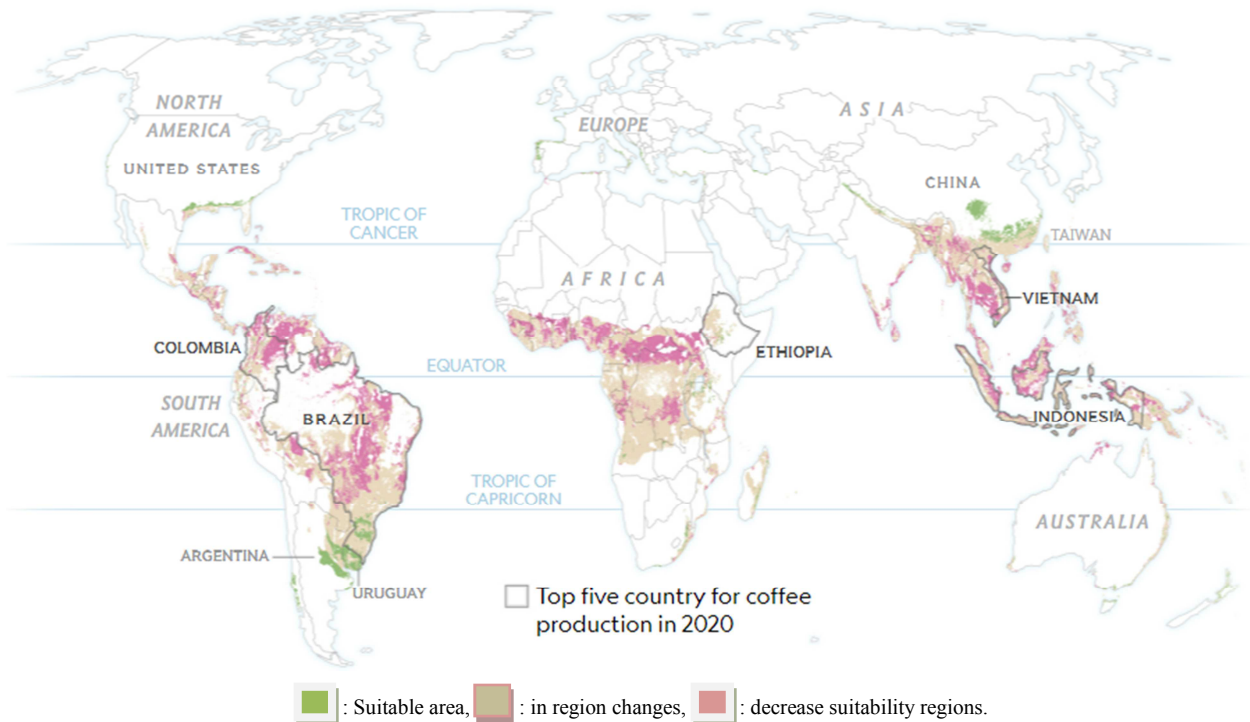 NORTH
AMERICA
UNITED STATES
EUROPE
ASIA
CHINA
TROPIC OF
CANCER
TAIWAN
AFRICA
VIETNAM
COLOMBIA
ETHIOPIA
EQUATOR
SOUTH
AMERICA
BRAZIL
INDONESIA
TROPIC OF
CAPRICORN
AUSTRALIA
ARGENTINA
URUGUAY
Top five country for coffee
production in 2020
: Suitable area, : in region changes, : decrease suitability regions.